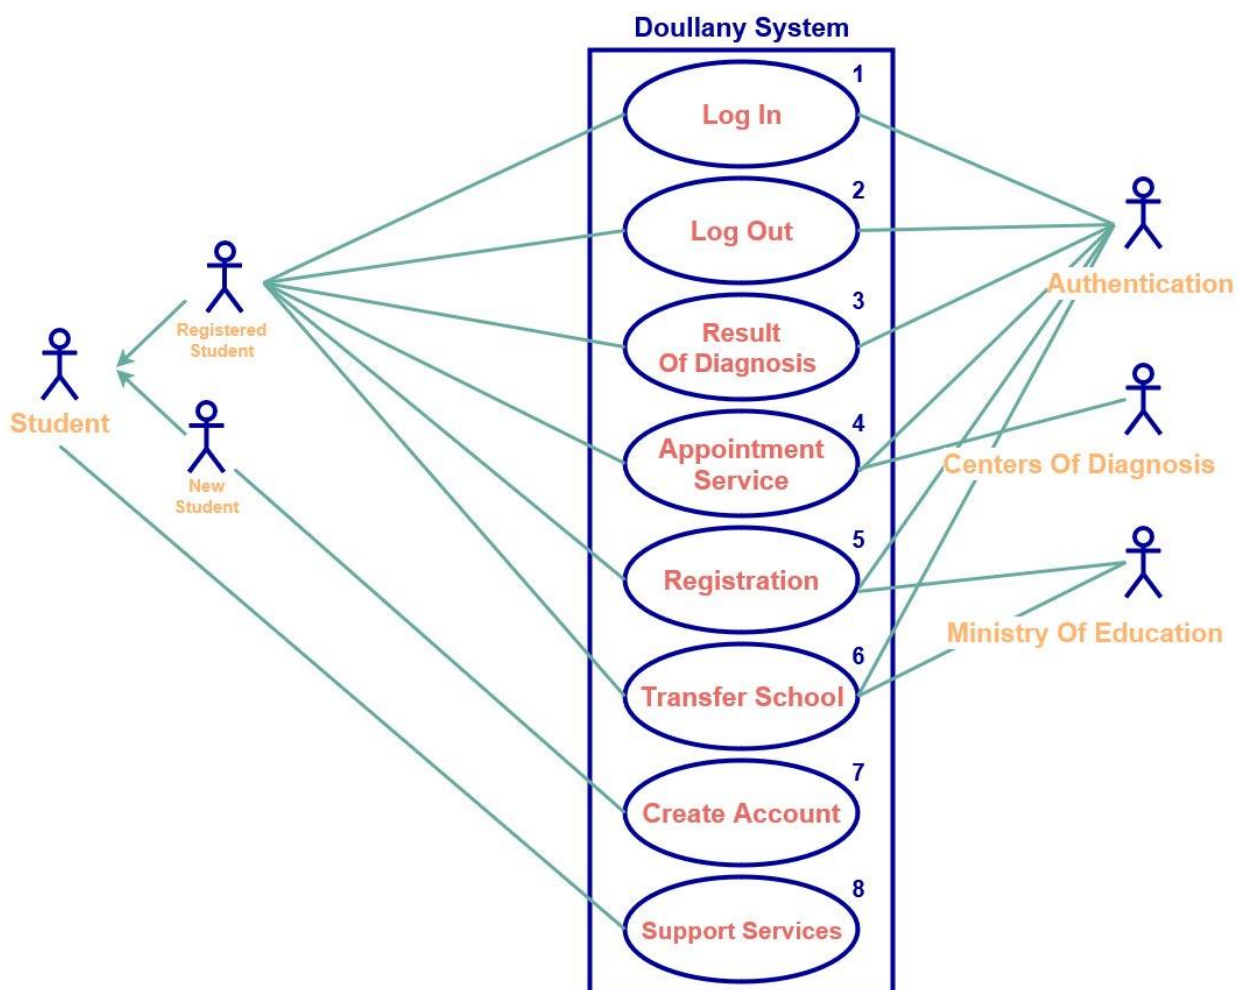 Doullany System
1
Log In
2
Log Out
3
Result
Of Diagnosis
4
Appointment
Service
5
Registration
6
Transfer School
7
Create Account
8
Support Services
Registered
Student
Student
New
Student
Authentication
Centers Of Diagnosis
Ministry Of Education